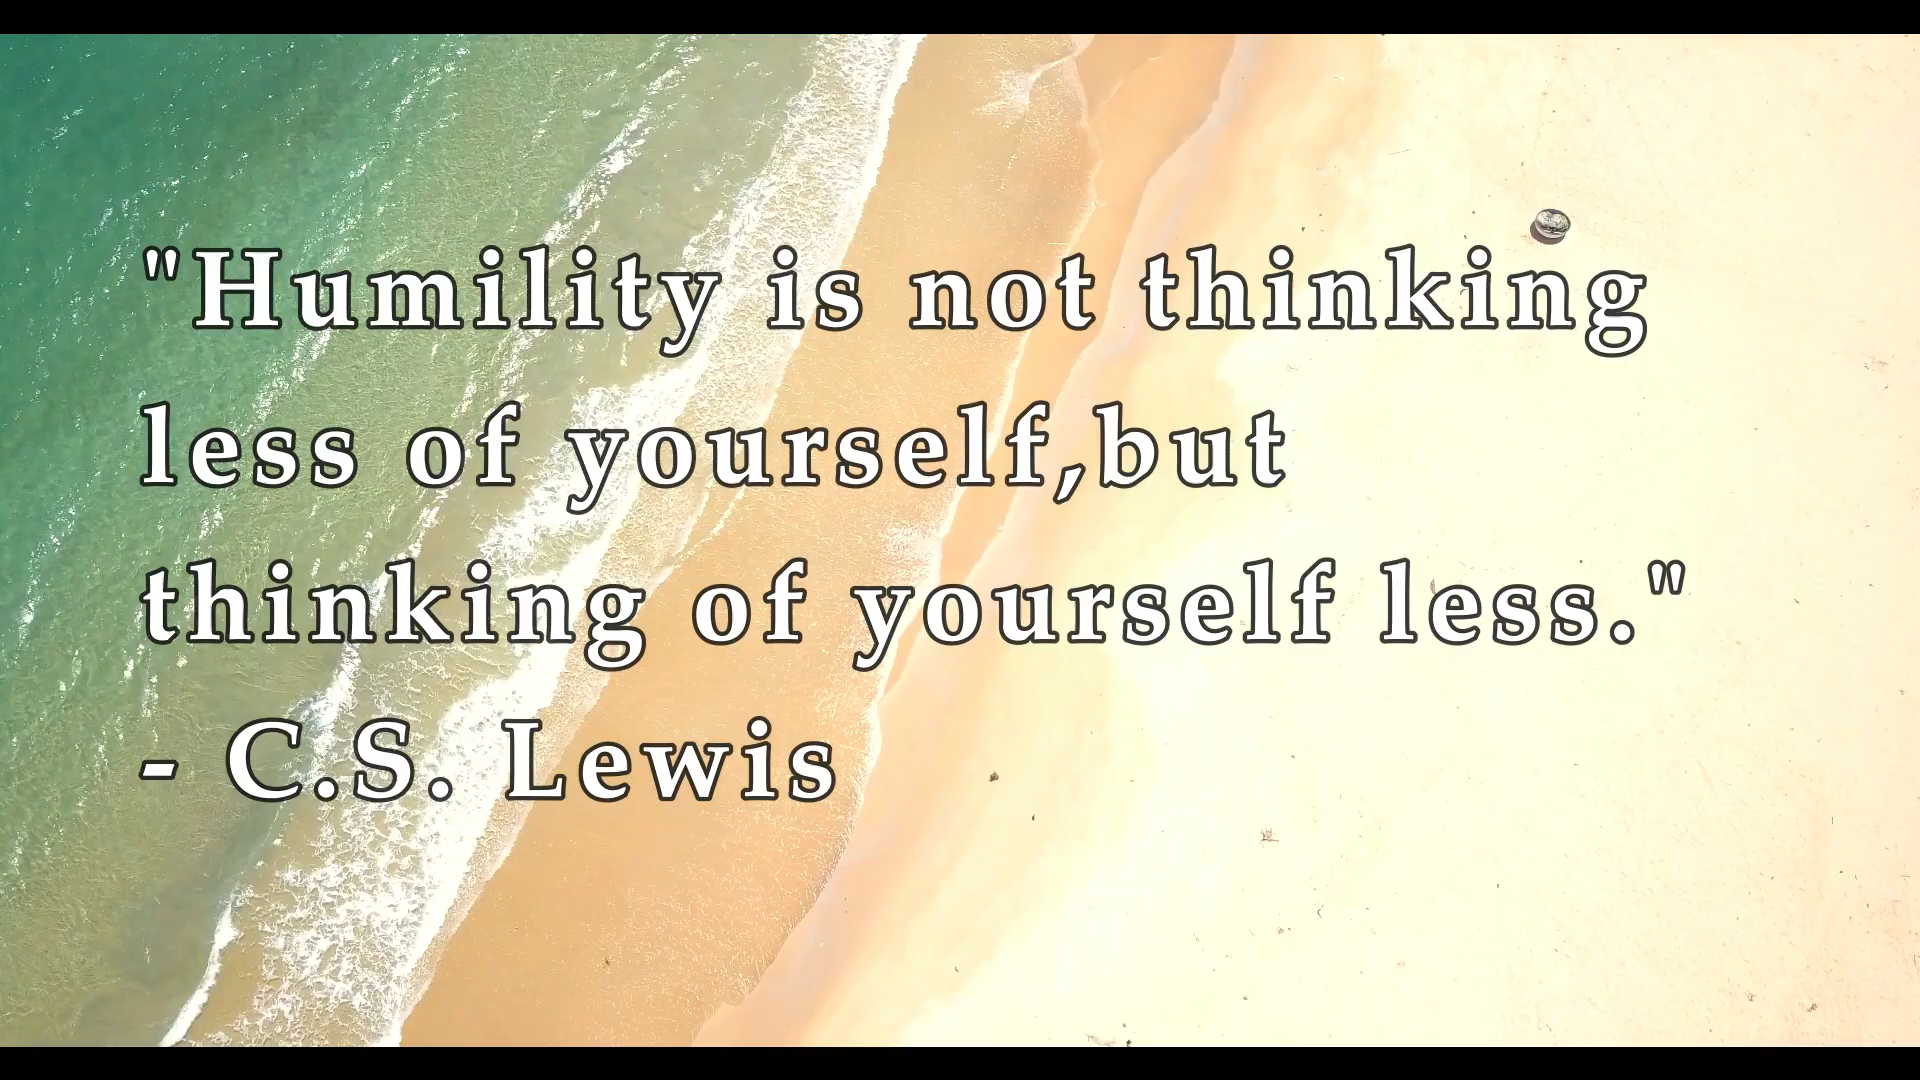 "Humility is not thinking
less of yourself,but
thinking of yourself less."
- C.S. Lewis